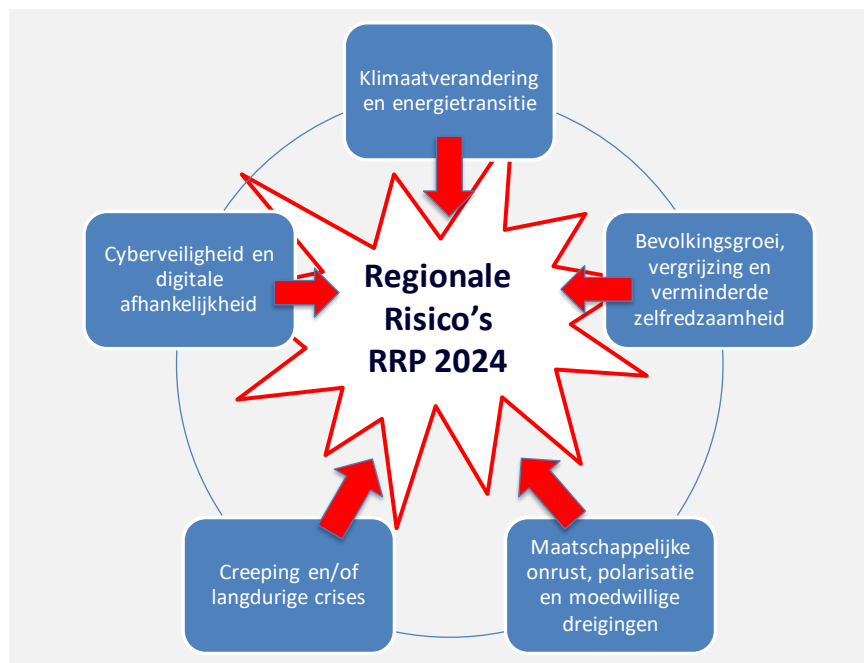 Klimaatverandering
en energietransitie
Cyberveiligheid en
digitale
afhankelijkheid
Regionale
Risico’s
RRP 2024
Bevolkingsgroei,
vergrijzing en
verminderde
zelfredzaamheid
Creeping en/of
langdurige crises
Maatschappelijke
onrust, polarisatie
en moedwillige
dreigingen